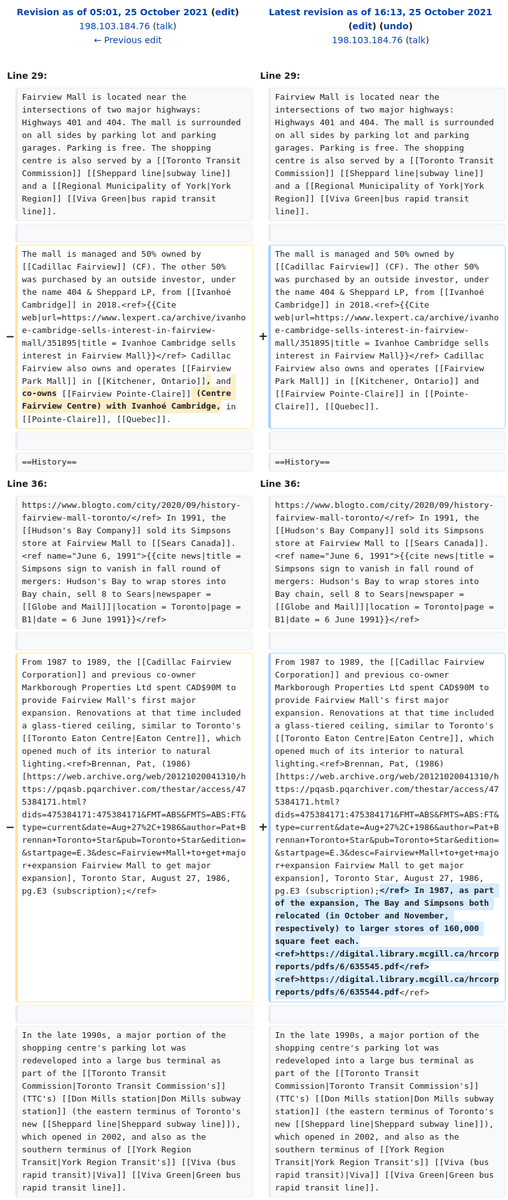 Revision as of 05:01, 25 October 2021 (edit)
198.103.184.76 (talk)
← Previous edit
Latest revision as of 16:13, 25 October 2021
(edit) (undo)
198.103.184.76 (talk)
Line 29:
Fairview Mall is located near the
intersections of two major highways:
Highways 401 and 404. The mall is surrounded
on all sides by parking lot and parking
garages. Parking is free. The shopping
centre is also served by a [[Toronto Transit
Commission]] [[Sheppard line|subway line]]
and a [[Regional Municipality of York|York
Region]] [[Viva Green|bus rapid transit
line]].
Line 29:
Fairview Mall is located near the
intersections of two major highways:
Highways 401 and 404. The mall is surrounded
on all sides by parking lot and parking
garages. Parking is free. The shopping
centre is also served by a [[Toronto Transit
Commission]] [[Sheppard line|subway line]]
and a [[Regional Municipality of York|York
Region]] [[Viva Green|bus rapid transit
line]].
−
The mall is managed and 50% owned by
[[Cadillac Fairview]] (CF). The other 50%
was purchased by an outside investor, under
the name 404 & Sheppard LP, from [[Ivanhoé
Cambridge]] in 2018.<ref>{{Cite
web|url=https://www.lexpert.ca/archive/ivanho
e-cambridge-sells-interest-in-fairview-
mall/351895|title = Ivanhoe Cambridge sells
interest in Fairview Mall}}</ref> Cadillac
Fairview also owns and operates [[Fairview
Park Mall]] in [[Kitchener, Ontario]], and
co-owns [[Fairview Pointe-Claire]] (Centre
Fairview Centre) with Ivanhoé Cambridge, in
[[Pointe-Claire]], [[Quebec]].
+
The mall is managed and 50% owned by
[[Cadillac Fairview]] (CF). The other 50%
was purchased by an outside investor, under
the name 404 & Sheppard LP, from [[Ivanhoé
Cambridge]] in 2018.<ref>{{Cite
web|url=https://www.lexpert.ca/archive/ivanho
e-cambridge-sells-interest-in-fairview-
mall/351895|title = Ivanhoe Cambridge sells
interest in Fairview Mall}}</ref> Cadillac
Fairview also owns and operates [[Fairview
Park Mall]] in [[Kitchener, Ontario]] and
[[Fairview Pointe-Claire]] in [[Pointe-
Claire]], [[Quebec]].
==History==
==History==
Line 36:
https://www.blogto.com/city/2020/09/history-
fairview-mall-toronto/</ref> In 1991, the
[[Hudson's Bay Company]] sold its Simpsons
store at Fairview Mall to [[Sears Canada]].
<ref name="June 6, 1991">{{cite news|title =
Simpsons sign to vanish in fall round of
mergers: Hudson's Bay to wrap stores into
Bay chain, sell 8 to Sears|newspaper =
[[Globe and Mail]]|location = Toronto|page =
B1|date = 6 June 1991}}</ref>
Line 36:
https://www.blogto.com/city/2020/09/history-
fairview-mall-toronto/</ref> In 1991, the
[[Hudson's Bay Company]] sold its Simpsons
store at Fairview Mall to [[Sears Canada]].
<ref name="June 6, 1991">{{cite news|title =
Simpsons sign to vanish in fall round of
mergers: Hudson's Bay to wrap stores into
Bay chain, sell 8 to Sears|newspaper =
[[Globe and Mail]]|location = Toronto|page =
B1|date = 6 June 1991}}</ref>
−
From 1987 to 1989, the [[Cadillac Fairview
Corporation]] and previous co-owner
Markborough Properties Ltd spent CAD$90M to
provide Fairview Mall's first major
expansion. Renovations at that time included
a glass-tiered ceiling, similar to Toronto's
[[Toronto Eaton Centre|Eaton Centre]], which
opened much of its interior to natural
lighting.<ref>Brennan, Pat, (1986)
[https://web.archive.org/web/20121020041310/h
ttps://pqasb.pqarchiver.com/thestar/access/47
5384171.html?
dids=475384171:475384171&FMT=ABS&FMTS=ABS:FT&
type=current&date=Aug+27%2C+1986&author=Pat+B
rennan+Toronto+Star&pub=Toronto+Star&edition=
&startpage=E.3&desc=Fairview+Mall+to+get+majo
r+expansion Fairview Mall to get major
expansion], Toronto Star, August 27, 1986,
pg.E3 (subscription);</ref>
+
From 1987 to 1989, the [[Cadillac Fairview
Corporation]] and previous co-owner
Markborough Properties Ltd spent CAD$90M to
provide Fairview Mall's first major
expansion. Renovations at that time included
a glass-tiered ceiling, similar to Toronto's
[[Toronto Eaton Centre|Eaton Centre]], which
opened much of its interior to natural
lighting.<ref>Brennan, Pat, (1986)
[https://web.archive.org/web/20121020041310/h
ttps://pqasb.pqarchiver.com/thestar/access/47
5384171.html?
dids=475384171:475384171&FMT=ABS&FMTS=ABS:FT&
type=current&date=Aug+27%2C+1986&author=Pat+B
rennan+Toronto+Star&pub=Toronto+Star&edition=
&startpage=E.3&desc=Fairview+Mall+to+get+majo
r+expansion Fairview Mall to get major
expansion], Toronto Star, August 27, 1986,
pg.E3 (subscription);</ref> In 1987, as part
of the expansion, The Bay and Simpsons both
relocated (in October and November,
respectively) to larger stores of 160,000
square feet each.
<ref>https://digital.library.mcgill.ca/hrcorp
reports/pdfs/6/635545.pdf</ref>
<ref>https://digital.library.mcgill.ca/hrcorp
reports/pdfs/6/635544.pdf</ref>
In the late 1990s, a major portion of the
shopping centre's parking lot was
redeveloped into a large bus terminal as
part of the [[Toronto Transit
Commission|Toronto Transit Commission's]]
(TTC's) [[Don Mills station|Don Mills subway
station]] (the eastern terminus of Toronto's
new [[Sheppard line|Sheppard subway line]]),
which opened in 2002, and also as the
southern terminus of [[York Region
Transit|York Region Transit's]] [[Viva (bus
rapid transit)|Viva]] [[Viva Green|Green bus
rapid transit line]].
In the late 1990s, a major portion of the
shopping centre's parking lot was
redeveloped into a large bus terminal as
part of the [[Toronto Transit
Commission|Toronto Transit Commission's]]
(TTC's) [[Don Mills station|Don Mills subway
station]] (the eastern terminus of Toronto's
new [[Sheppard line|Sheppard subway line]]),
which opened in 2002, and also as the
southern terminus of [[York Region
Transit|York Region Transit's]] [[Viva (bus
rapid transit)|Viva]] [[Viva Green|Green bus
rapid transit line]].